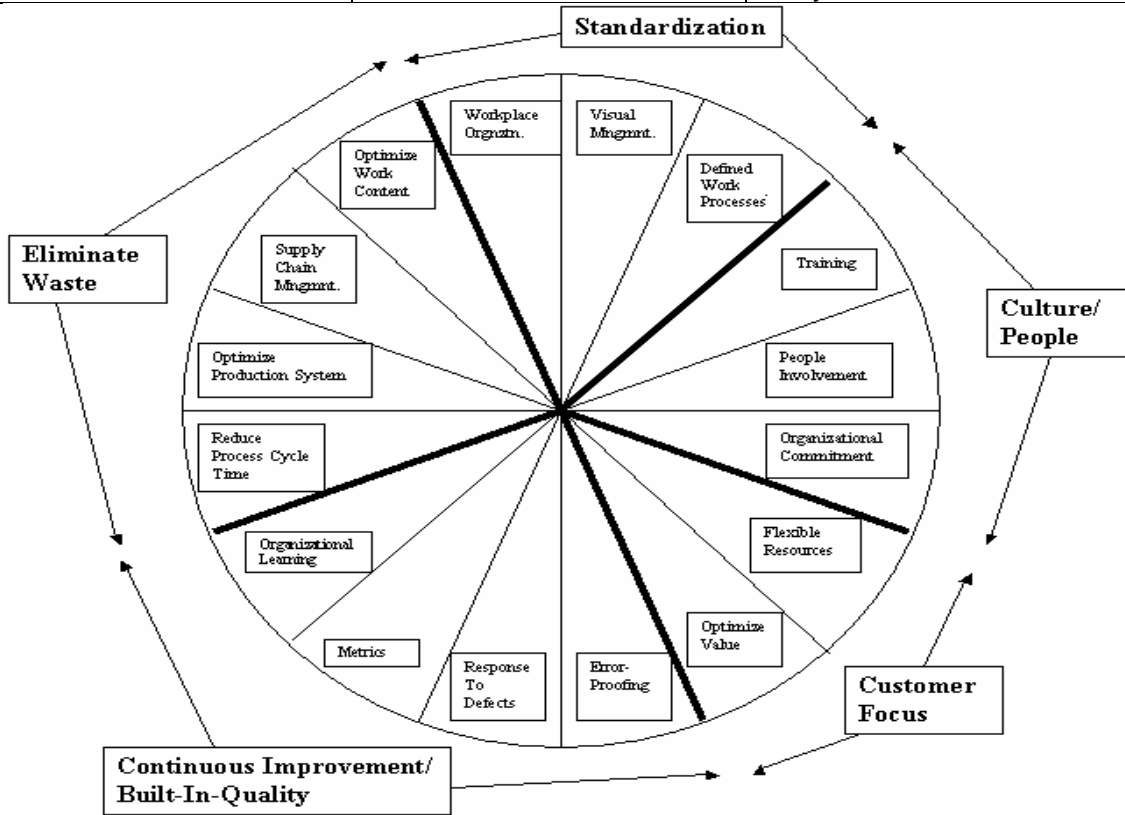 Standardization
Workplace
Orgnztn.
Visual
Mngmnt.
Optimize
Work
Content
Defined
Work
Processes
Eliminate
Waste
Supply
Chain
Mngmnt.
Training
Culture/
People
Optimize
Production System
People
Involvement
Reduce
Process Cycle
Time
Organizational
Commitment
Organizational
Learning
Flexible
Resources
Metrics
Response
To
Defects
Error-
Proofing
Optimize
Value
Customer
Focus
Continuous Improvement/
Built-In-Quality